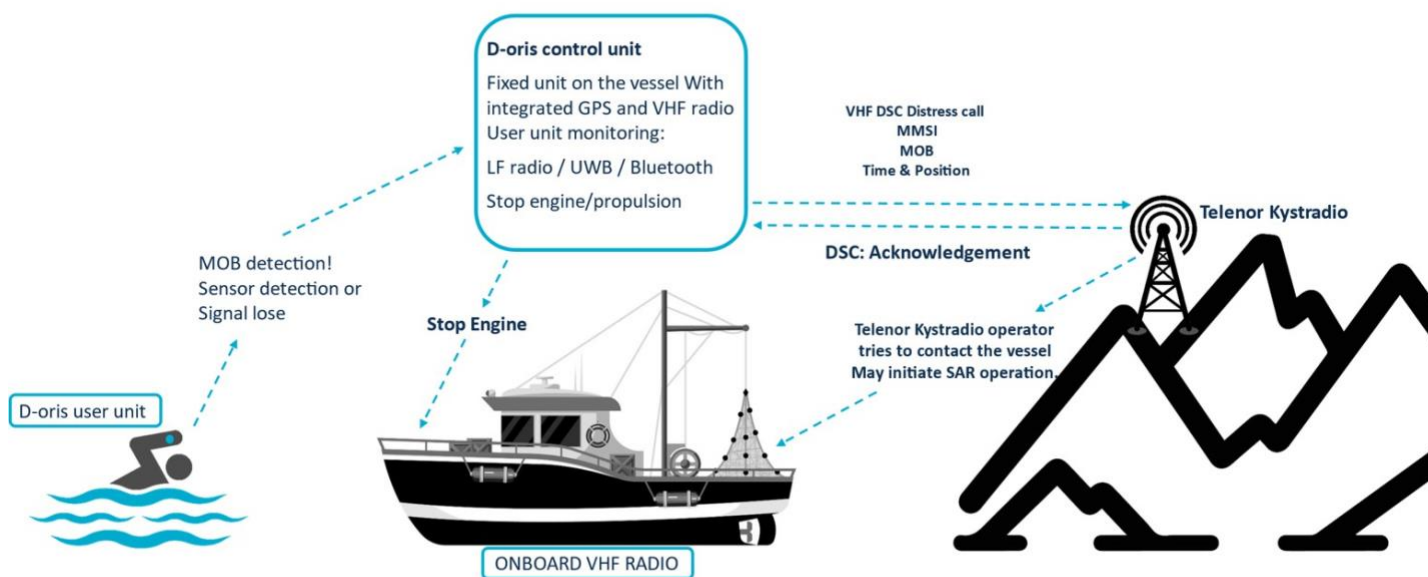 D-oris control unit
Fixed unit on the vessel With
integrated GPS and VHF radio
User unit monitoring:
LF radio / UWB / Bluetooth
Stop engine/propulsion
VHF DSC Distress call
MMSI
MOB
Time & Position
Telenor Kystradio
DSC: Acknowledgement
MOB detection!
Sensor detection or
Signal lose
Stop Engine
Telenor Kystradio operator
tries to contact the vessel
May initiate SAR operation.
D-oris user unit
ONBOARD VHF RADIO